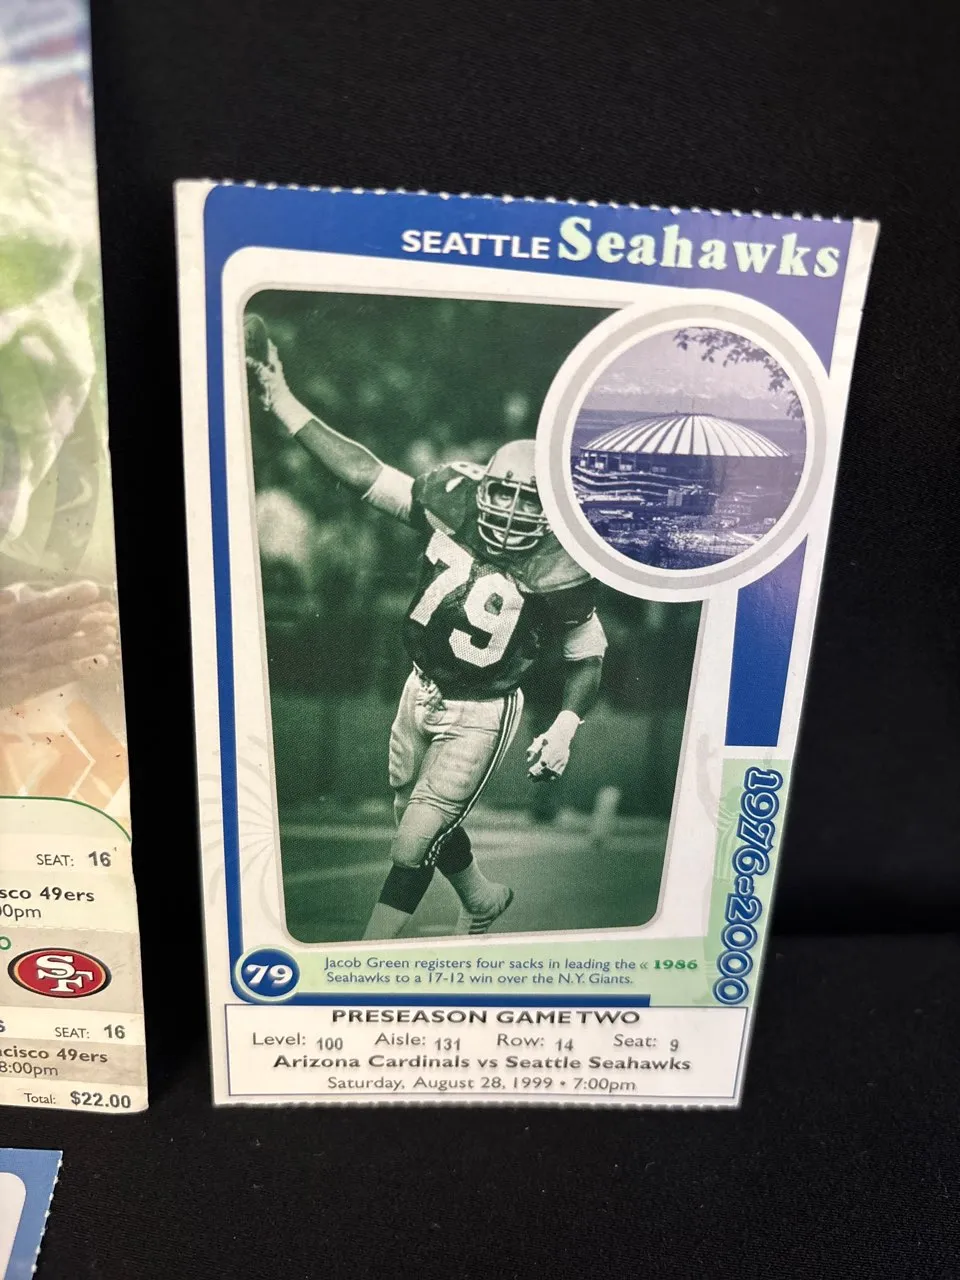 SEATTLE Seahawks
79
1976-2000
79
Jacob Green registers four sacks in leading the « 1986
Seahawks to a 17-12 win over the N.Y. Giants.
PRESEASON GAME TWO
Level: 100 Aisle: 131 Row: 14 Seat: 9
Arizona Cardinals vs Seattle Seahawks
Saturday, August 28, 1999 • 7:00pm
SEAT: 16
sco 49ers
00pm
SF
SEAT: 16
ncisco 49ers
8:00pm
Total: $22.00